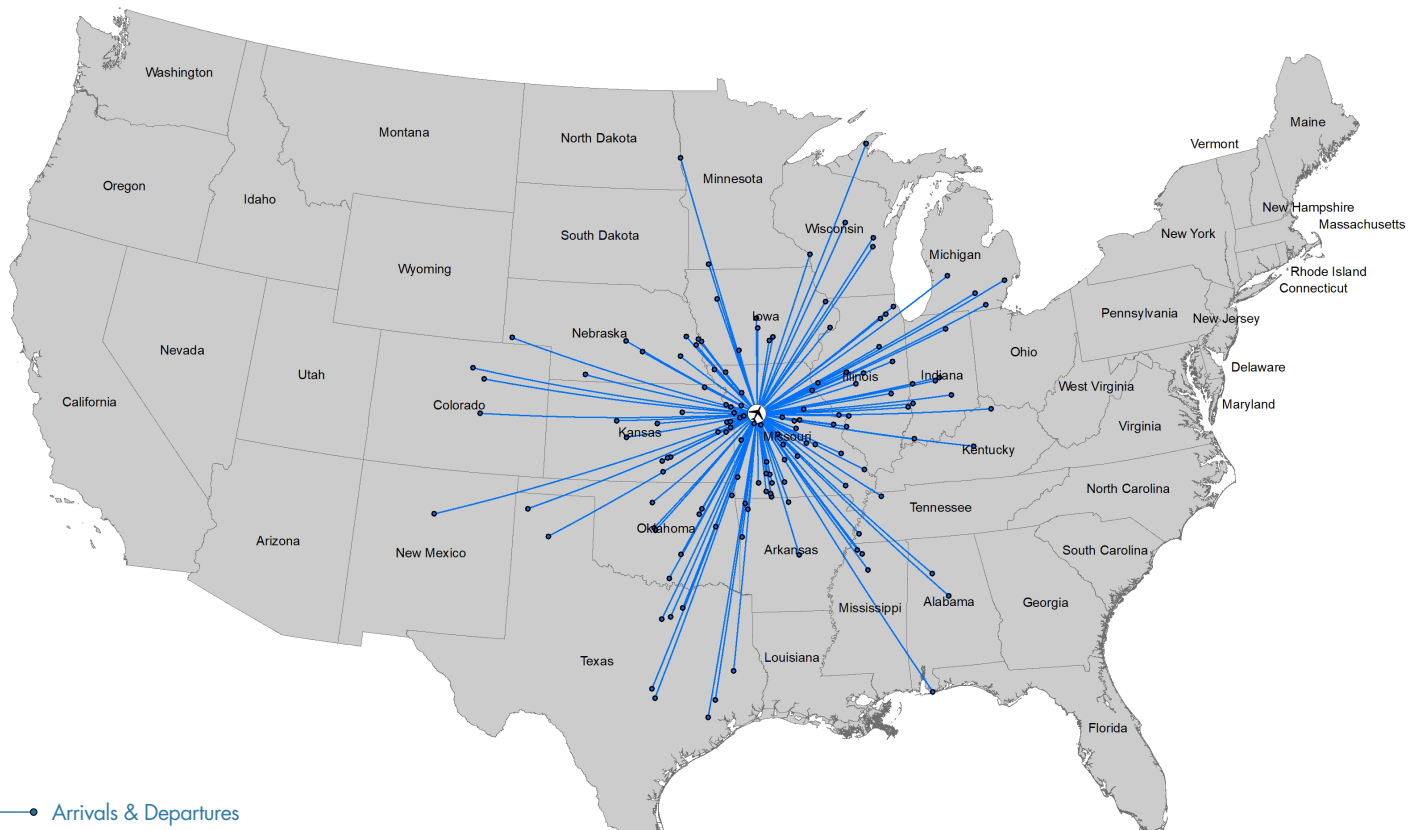 Washington
Montana
North Dakota
Minnesota
Maine
Vermont
Oregon
Idaho
South Dakota
Wisconsin
New Hampshire
Massachusetts
New York
Michigan
Wyoming
Rhode Island
Connecticut
Iowa
Pennsylvania
New Jersey
Nebraska
Nevada
Ohio
Utah
Illinois
Indiana
Delaware
West Virginia
California
Colorado
Maryland
Virginia
Kansas
Missouri
Kentucky
North Carolina
Tennessee
Oklahoma
Arizona
New Mexico
Arkansas
South Carolina
Mississippi
Alabama
Georgia
Texas
Louisiana
Florida
Arrivals & Departures